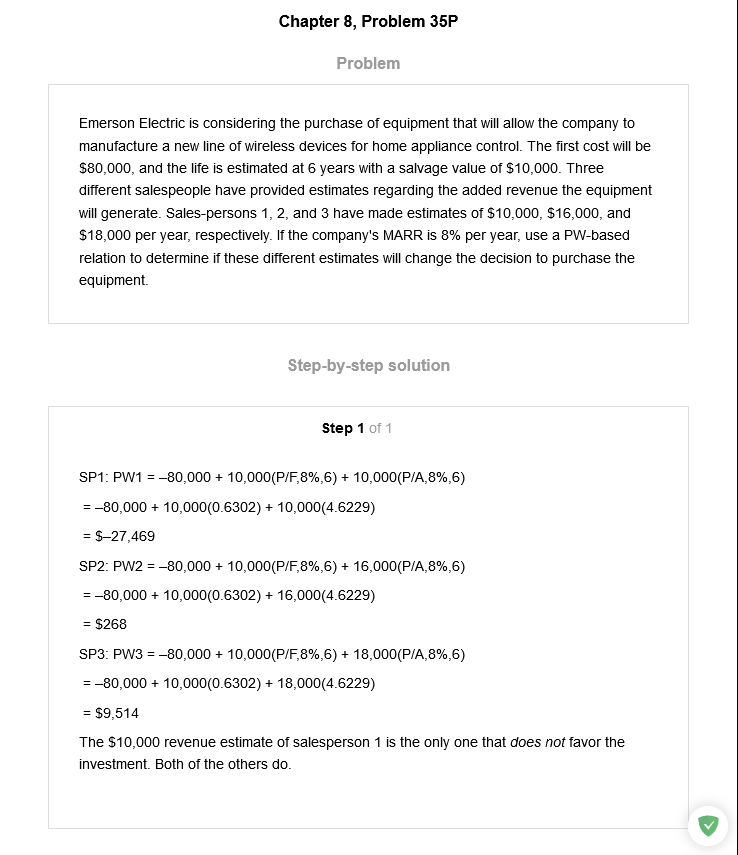 Chapter 8, Problem 35P
Problem
Emerson Electric is considering the purchase of equipment that will allow the company to
manufacture a new line of wireless devices for home appliance control. The first cost will be
$80,000, and the life is estimated at 6 years with a salvage value of $10,000. Three
different salespeople have provided estimates regarding the added revenue the equipment
will generate. Sales-persons 1, 2, and 3 have made estimates of $10,000, $16,000, and
$18,000 per year, respectively. If the company's MARR is 8% per year, use a PW-based
relation to determine if these different estimates will change the decision to purchase the
equipment.
Step-by-step solution
Step 1 of 1
SP1: PW1 = –80,000 + 10,000(P/F,8%,6) + 10,000(P/A,8%,6)
= –80,000 + 10,000(0.6302) + 10,000(4.6229)
= $–27,469
SP2: PW2 = –80,000 + 10,000(P/F,8%,6) + 16,000(P/A,8%,6)
= –80,000 + 10,000(0.6302) + 16,000(4.6229)
= $268
SP3: PW3 = –80,000 + 10,000(P/F,8%,6) + 18,000(P/A,8%,6)
= –80,000 + 10,000(0.6302) + 18,000(4.6229)
= $9,514
The $10,000 revenue estimate of salesperson 1 is the only one that does not favor the
investment. Both of the others do.